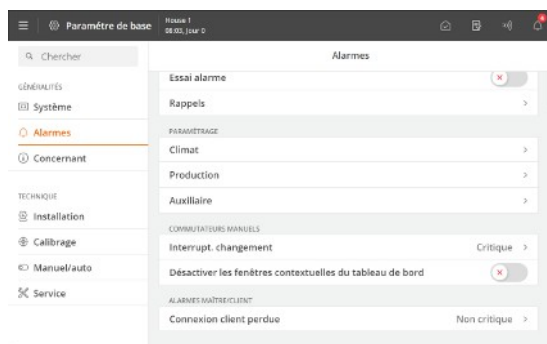 Paramétre de base
House 1
08:03, Jour 0
Chercher
Alarmes
GÉNÉRALITÉS
Système
Alarmes
Concernant
TECHNIQUE
Installation
Calibrage
Manuel/auto
Service
Essai alarme
Rappels
PARAMÉTRAGE
Climat
Production
Auxiliaire
COMMUTATEURS MANUELS
Interrupt. changement Critique
Désactiver les fenêtres contextuelles du tableau de bord
ALARMES MAÎTRE/CLIENT
Connexion client perdue Non critique